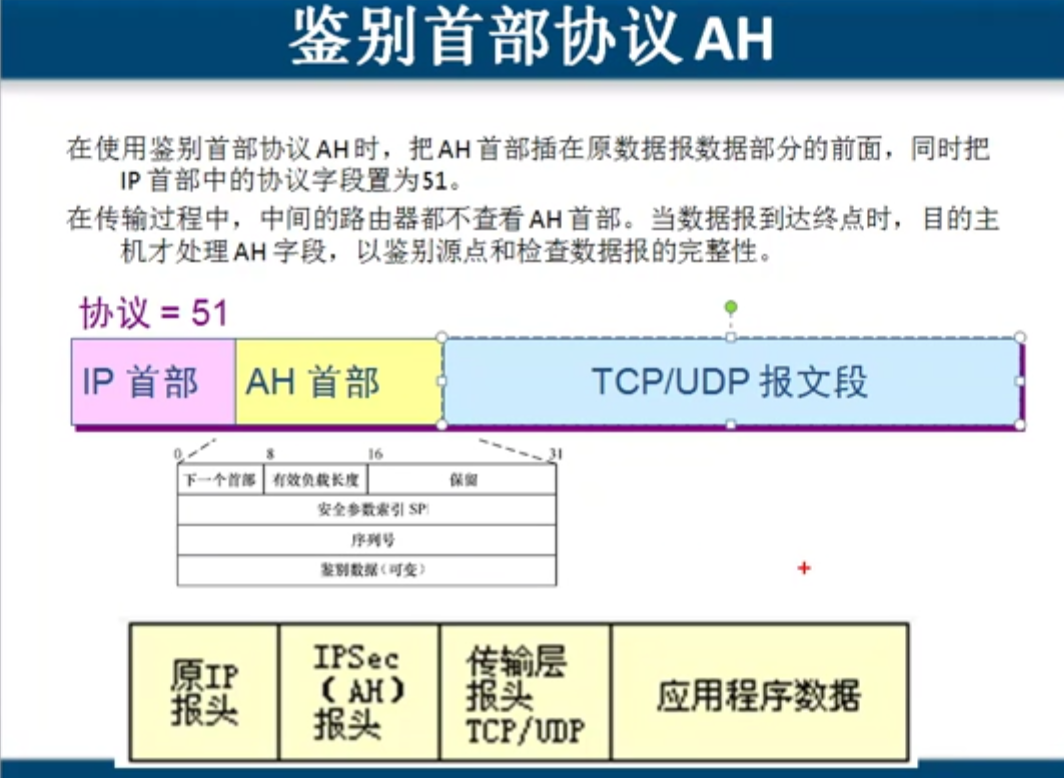 鉴别首部协议 AH
在使用鉴别首部协议 AH 时，把 AH 首部插在原数据报数据部分的前面，同时把
IP 首部中的协议字段置为51。
在传输过程中，中间的路由器都不查看 AH 首部。当数据报到达终点时，目的主
机才处理 AH 字段，以鉴别源点和检查数据报的完整性。
协议 = 51
IP 首部 AH 首部 TCP/UDP 报文段
0 8 16 31
下一个首部 有效负载长度 保留
安全参数索引 SPI
序列号
鉴别数据（可变）
原IP
报头
IPSec
（AH）
报头
传输层
报头
TCP/UDP
应用程序数据